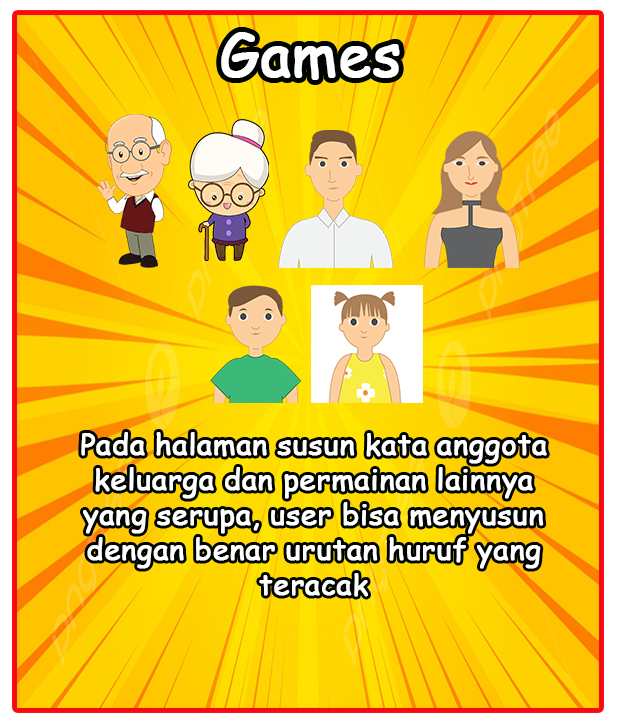 Games
Pada halaman susun kata anggota
keluarga dan permainan lainnya
yang serupa, user bisa menyusun
dengan benar urutan huruf yang
teracak